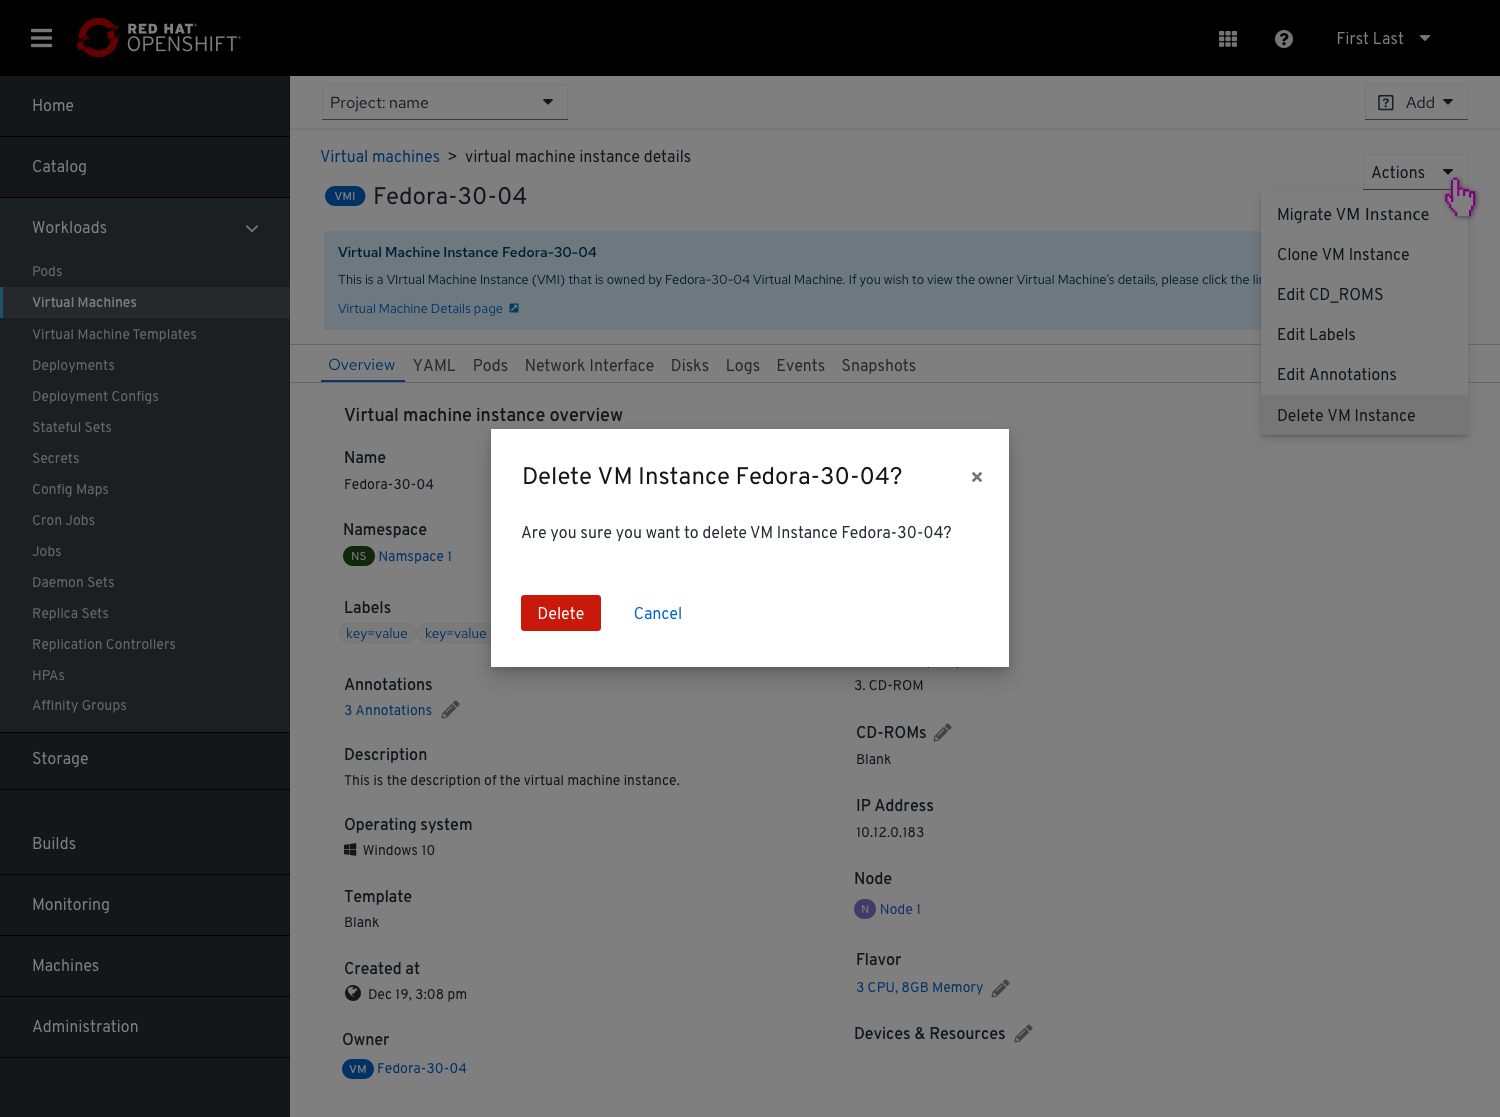 RED HAT
OPENSHIFT
First Last
Home
Catalog
Workloads
Pods
Virtual Machines
Virtual Machine Templates
Deployments
Deployment Configs
Stateful Sets
Secrets
Config Maps
Cron Jobs
Jobs
Daemon Sets
Replica Sets
Replication Controllers
HPAs
Affinity Groups
Storage
Builds
Monitoring
Machines
Administration
Project: name
Add
Virtual machines > virtual machine instance details
VMI Fedora-30-04
Actions
Migrate VM Instance
Clone VM Instance
Edit CD_ROMS
Edit Labels
Edit Annotations
Delete VM Instance
Virtual Machine Instance Fedora-30-04
This is a VIrtual Machine Instance (VMI) that is owned by Fedora-30-04 Virtual Machine. If you wish to view the owner Virtual Machine's details, please click the
Virtual Machine Details page
Overview YAML Pods Network Interface Disks Logs Events Snapshots
Virtual machine instance overview
Name
Fedora-30-04
Namespace
NS Namspace 1
Labels
key=value key=value
Annotations
3 Annotations
Description
This is the description of the virtual machine instance.
Operating system
Windows 10
Template
Blank
Created at
Dec 19, 3:08 pm
Owner
VM Fedora-30-04
Delete VM Instance Fedora-30-04?
Are you sure you want to delete VM Instance Fedora-30-04?
Delete Cancel
3. CD-ROM
CD-ROMs
Blank
IP Address
10.12.0.183
Node
N Node 1
Flavor
3 CPU, 8GB Memory
Devices & Resources